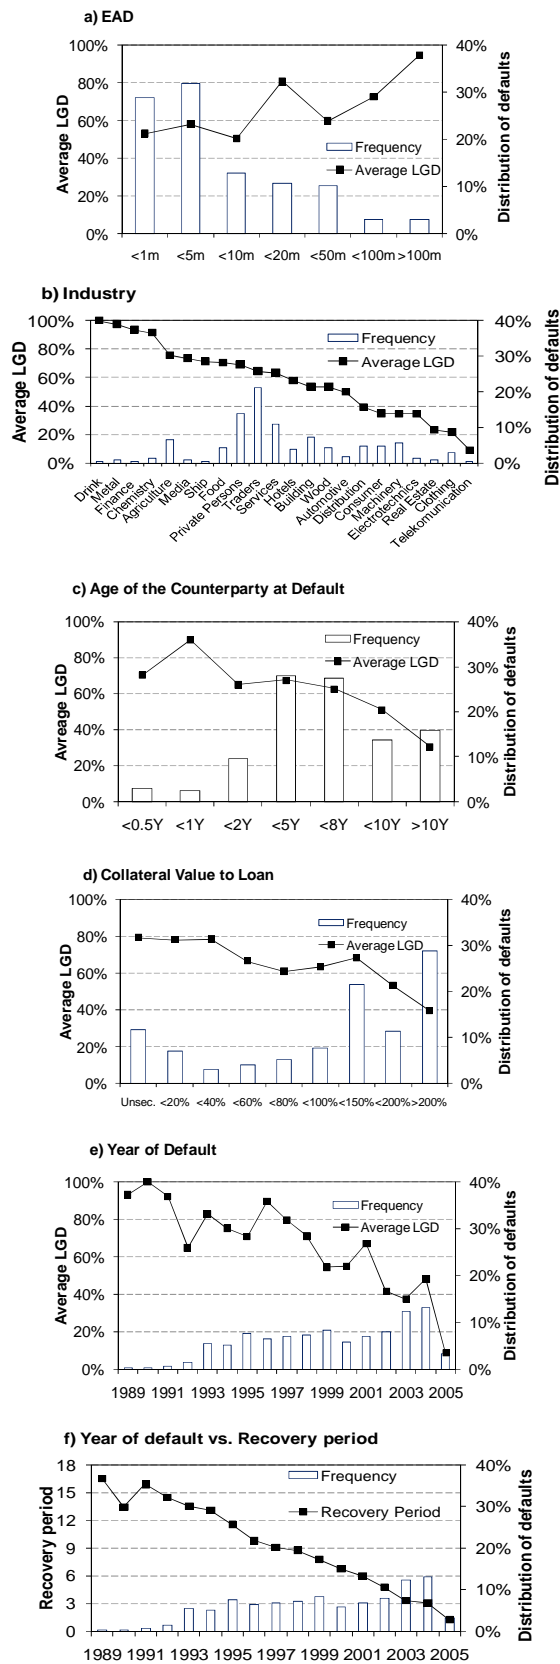 a) EAD
100%
80%
60%
40%
20%
0%
Average LGD
40%
30%
20%
10%
0%
Distribution of defaults
Frequency
Average LGD
<1m <5m <10m <20m <50m <100m >100m
b) Industry
100%
80%
60%
40%
20%
0%
Average LGD
40%
30%
20%
10%
0%
Distribution of defaults
Frequency
Average LGD
Drink
Metal
Finance
Chemistry
Agriculture
Media
Ship
Food
Private Persons
Traders
Services
Hotels
Building
Wood
Automotive
Distribution
Consumer
Machinery
Electrotechnics
Real Estate
Clothing
Telekomunication
c) Age of the Counterparty at Default
100%
80%
60%
40%
20%
0%
Avreage LGD
40%
30%
20%
10%
0%
Distribution of defaults
Frequency
Average LGD
<0.5Y <1Y <2Y <5Y <8Y <10Y >10Y
d) Collateral Value to Loan
100%
80%
60%
40%
20%
0%
Average LGD
40%
30%
20%
10%
0%
Distribution of defaults
Frequency
Average LGD
Unsec. <20% <40% <60% <80% <100% <150% <200% >200%
e) Year of Default
100%
80%
60%
40%
20%
0%
Average LGD
40%
30%
20%
10%
0%
Distribution of defaults
Frequency
Average LGD
1989 1991 1993 1995 1997 1999 2001 2003 2005
f) Year of default vs. Recovery period
18
15
12
9
6
3
0
Recovery period
40%
30%
20%
10%
0%
Distribution of defaults
Frequency
Recovery Period
1989 1991 1993 1995 1997 1999 2001 2003 2005